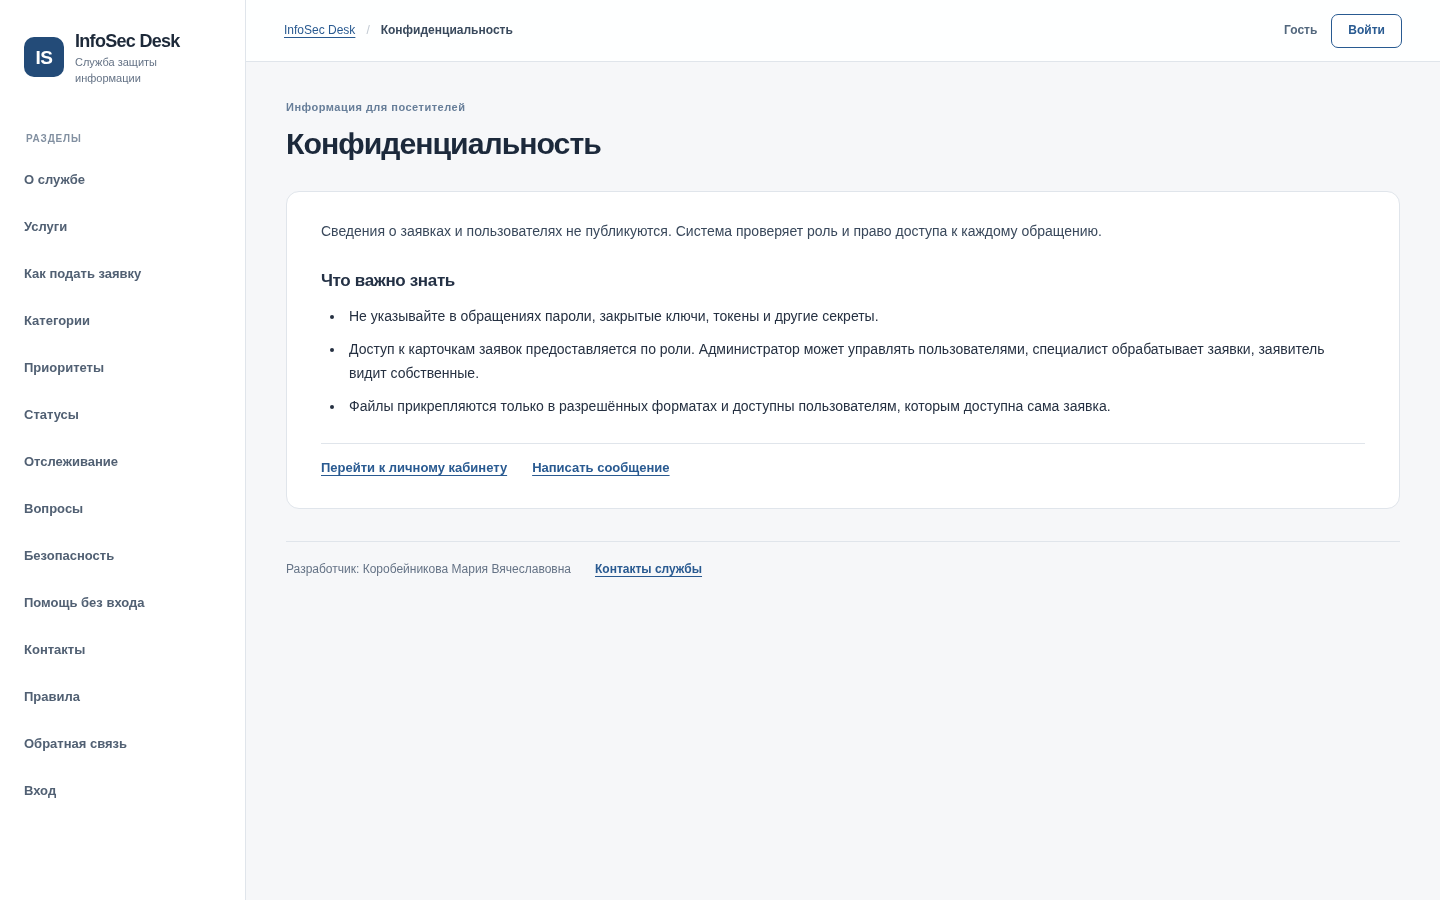 IS
InfoSec Desk
Служба защиты
информации
РАЗДЕЛЫ
О службе
Услуги
Как подать заявку
Категории
Приоритеты
Статусы
Отслеживание
Вопросы
Безопасность
Помощь без входа
Контакты
Правила
Обратная связь
Вход
InfoSec Desk / Конфиденциальность
Гость
Войти
Информация для посетителей
Конфиденциальность
Сведения о заявках и пользователях не публикуются. Система проверяет роль и право доступа к каждому обращению.
Что важно знать
• Не указывайте в обращениях пароли, закрытые ключи, токены и другие секреты.
• Доступ к карточкам заявок предоставляется по роли. Администратор может управлять пользователями, специалист обрабатывает заявки, заявитель
видит собственные.
• Файлы прикрепляются только в разрешённых форматах и доступны пользователям, которым доступна сама заявка.
Перейти к личному кабинету Написать сообщение
Разработчик: Коробейникова Мария Вячеславовна Контакты службы